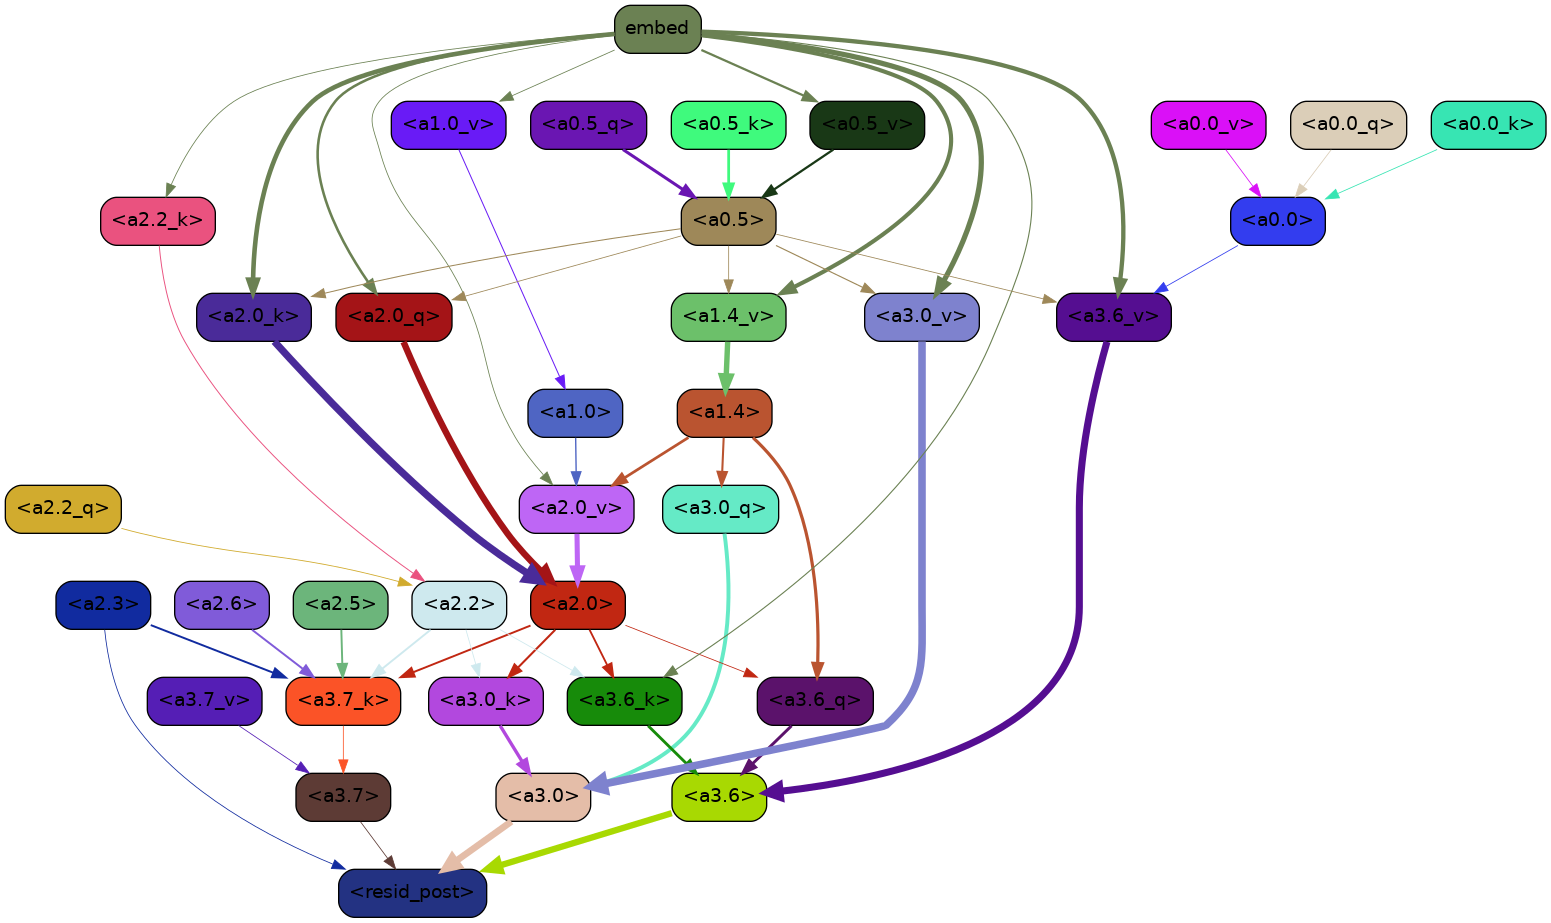 embed
<a1.0_v>
<a0.5_q>
<a0.5_k>
<a0.5_v>
<a0.0_v>
<a0.0_q>
<a0.0_k>
<a2.2_k>
<a0.5>
<a0.0>
<a2.0_k>
<a2.0_q>
<a1.4_v>
<a3.0_v>
<a3.6_v>
<a1.0>
<a1.4>
<a2.2_q>
<a2.0_v>
<a3.0_q>
<a2.3>
<a2.6>
<a2.5>
<a2.2>
<a2.0>
<a3.7_v>
<a3.7_k>
<a3.0_k>
<a3.6_k>
<a3.6_q>
<a3.7>
<a3.0>
<a3.6>
<resid_post>